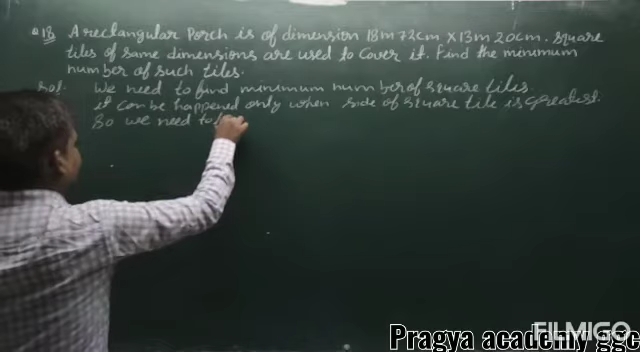 Q18 A rectangular Porch is of dimension 18m 72cm X 13m 20cm. square
tiles of same dimensions are used to cover it. Find the minimum
number of such tiles.
Sol. We need to find minimum number of square tiles.
it can be happened only when side of square tile is greatest.
So we need to
FILMIGO
Pragya academy ggc